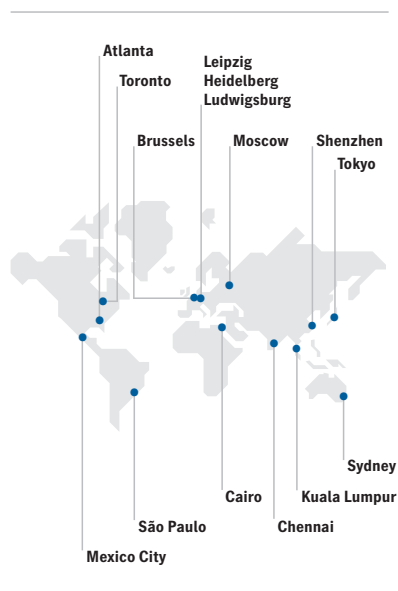 Atlanta
Toronto
Leipzig
Heidelberg
Ludwigsburg
Brussels
Moscow
Shenzhen
Tokyo
Sydney
Cairo
Kuala Lumpur
São Paulo
Chennai
Mexico City